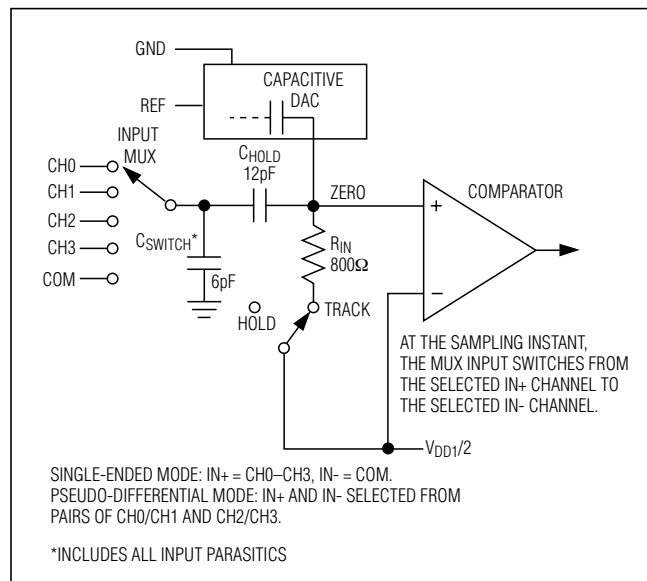 GND
CAPACITIVE
DAC
REF
INPUT
MUX
CHOLD
12pF
CH0
CH1
CH2
CH3
COM
CSWITCH*
6pF
ZERO
RIN
800Ω
COMPARATOR
+
−
HOLD
TRACK
AT THE SAMPLING INSTANT,
THE MUX INPUT SWITCHES FROM
THE SELECTED IN+ CHANNEL TO
THE SELECTED IN- CHANNEL.
VDD1/2
SINGLE-ENDED MODE: IN+ = CH0–CH3, IN- = COM.
PSEUDO-DIFFERENTIAL MODE: IN+ AND IN- SELECTED FROM
PAIRS OF CH0/CH1 AND CH2/CH3.
*INCLUDES ALL INPUT PARASITICS